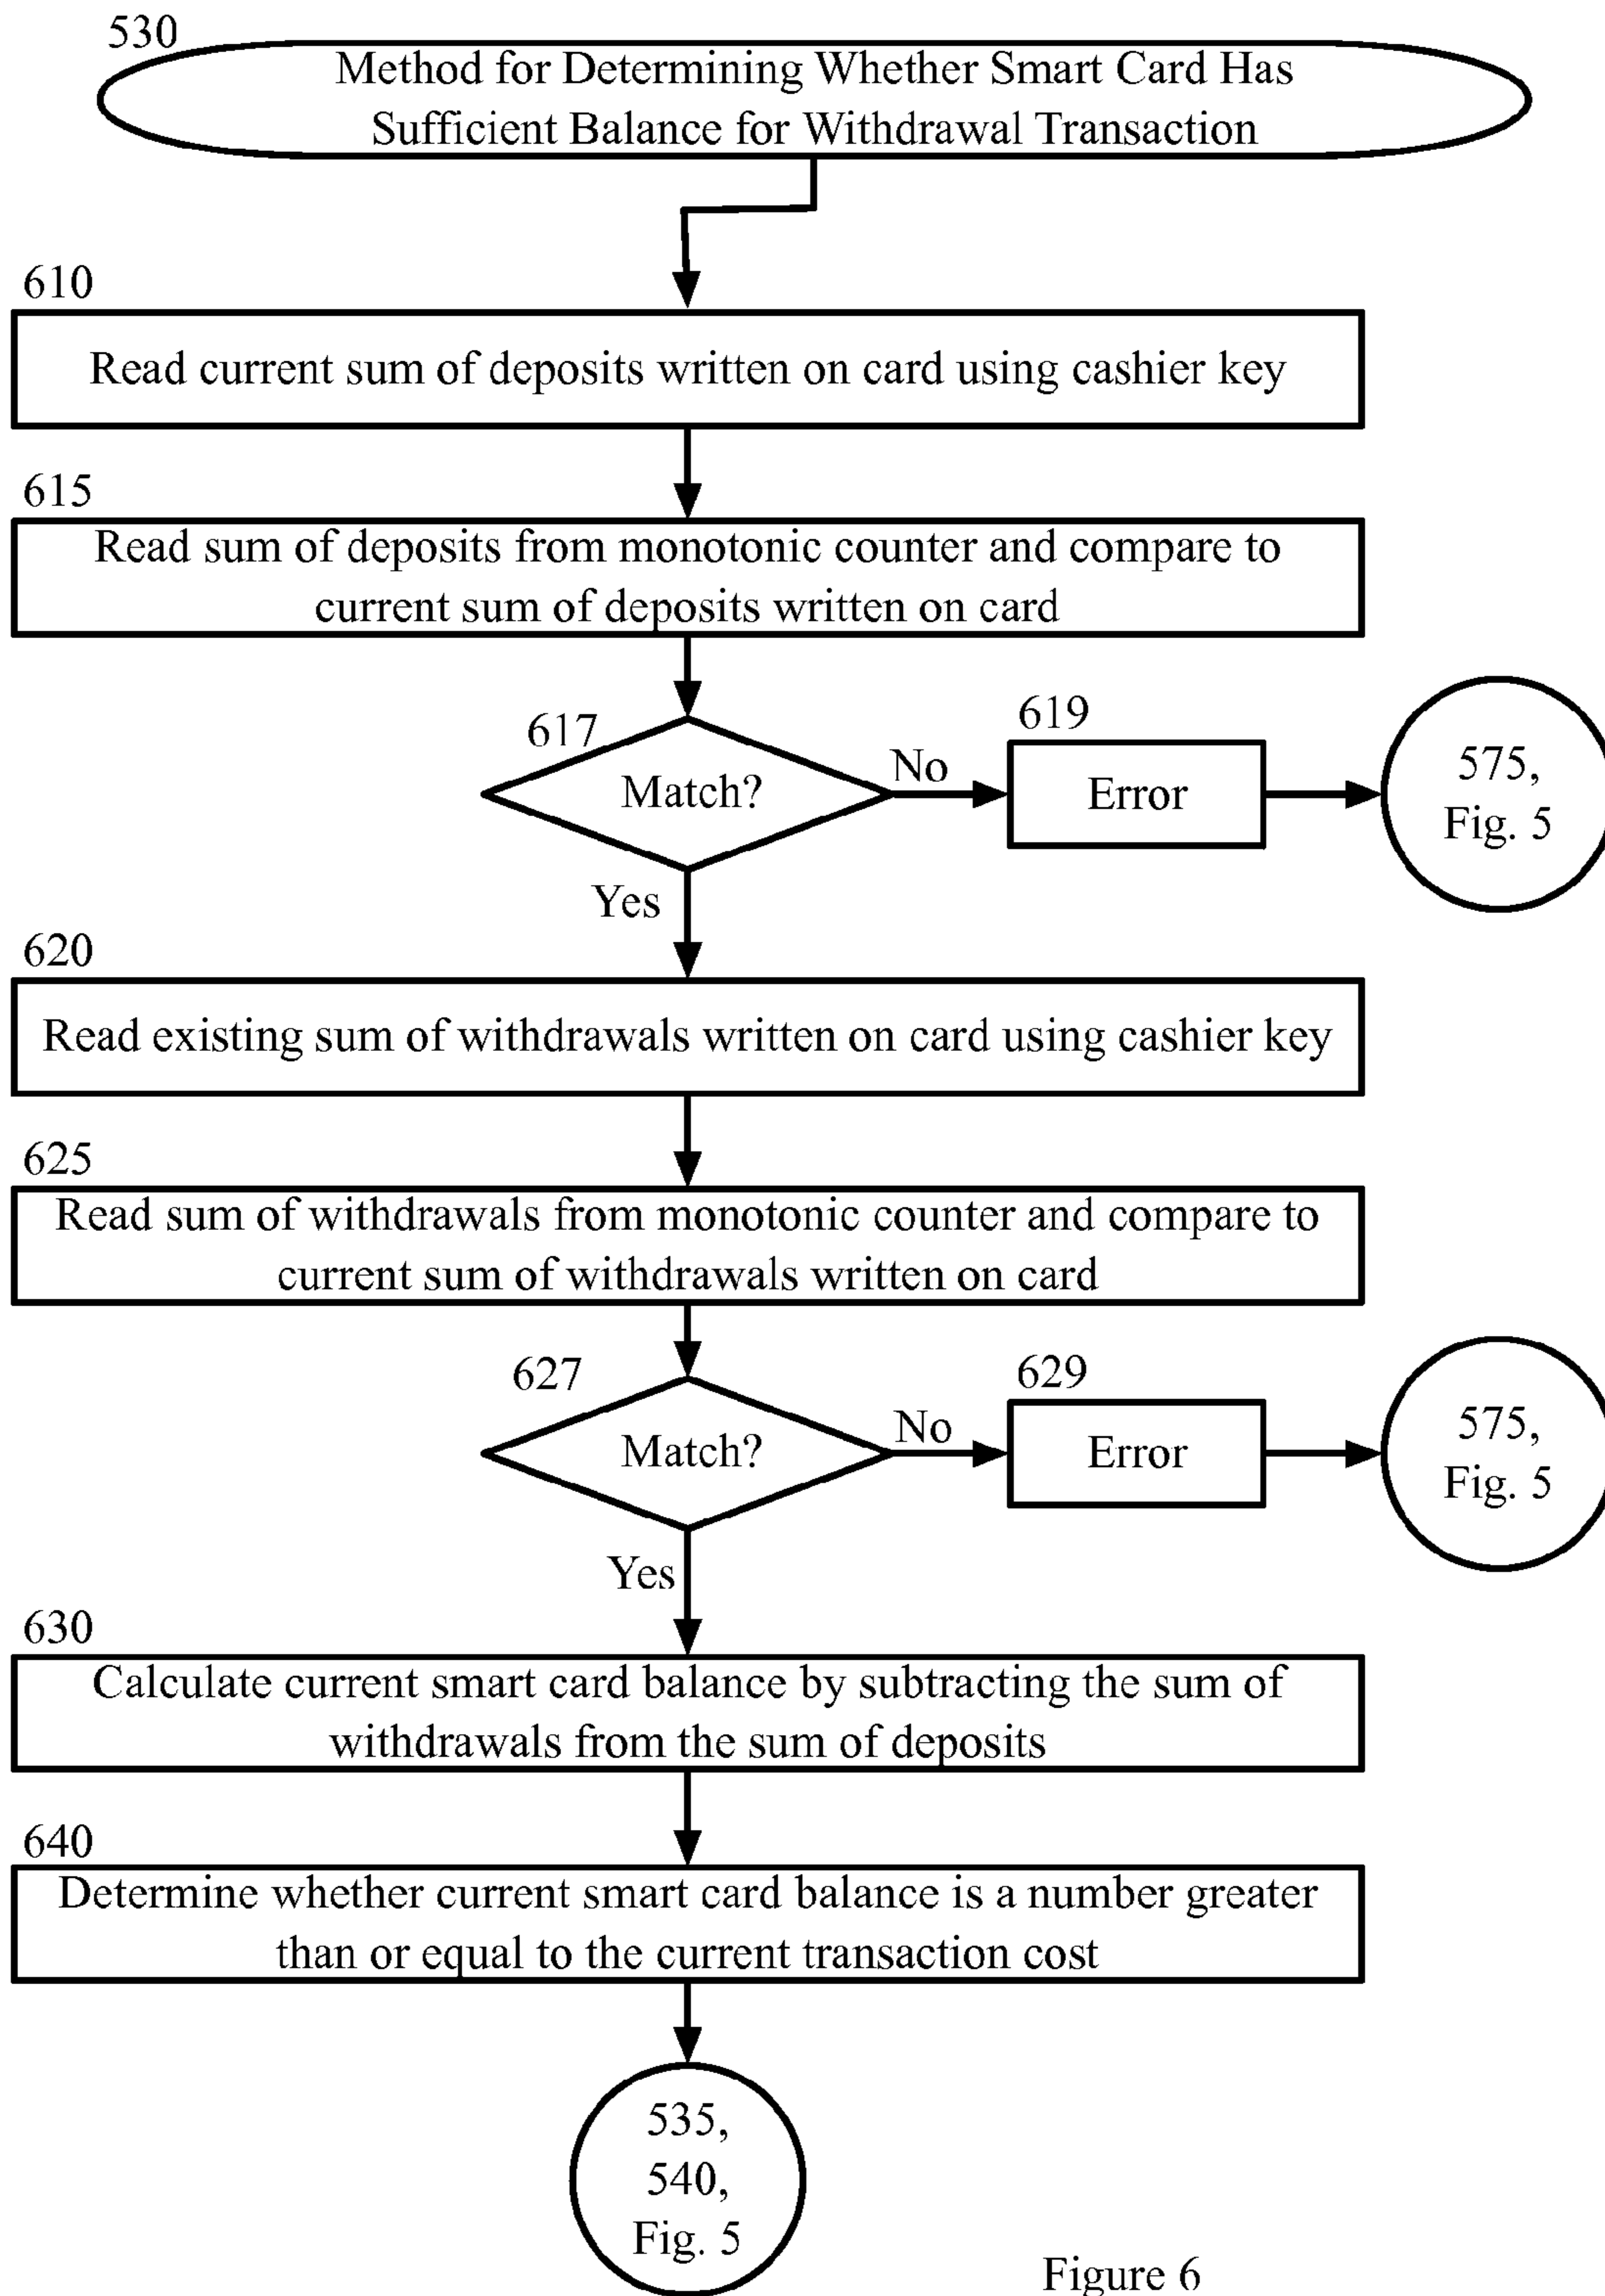 530
Method for Determining Whether Smart Card Has
Sufficient Balance for Withdrawal Transaction
610
Read current sum of deposits written on card using cashier key
615
Read sum of deposits from monotonic counter and compare to
current sum of deposits written on card
617
Match?
No
619
Error
575,
Fig. 5
Yes
620
Read existing sum of withdrawals written on card using cashier key
625
Read sum of withdrawals from monotonic counter and compare to
current sum of withdrawals written on card
627
Match?
No
629
Error
575,
Fig. 5
Yes
630
Calculate current smart card balance by subtracting the sum of
withdrawals from the sum of deposits
640
Determine whether current smart card balance is a number greater
than or equal to the current transaction cost
535,
540,
Fig. 5
Figure 6